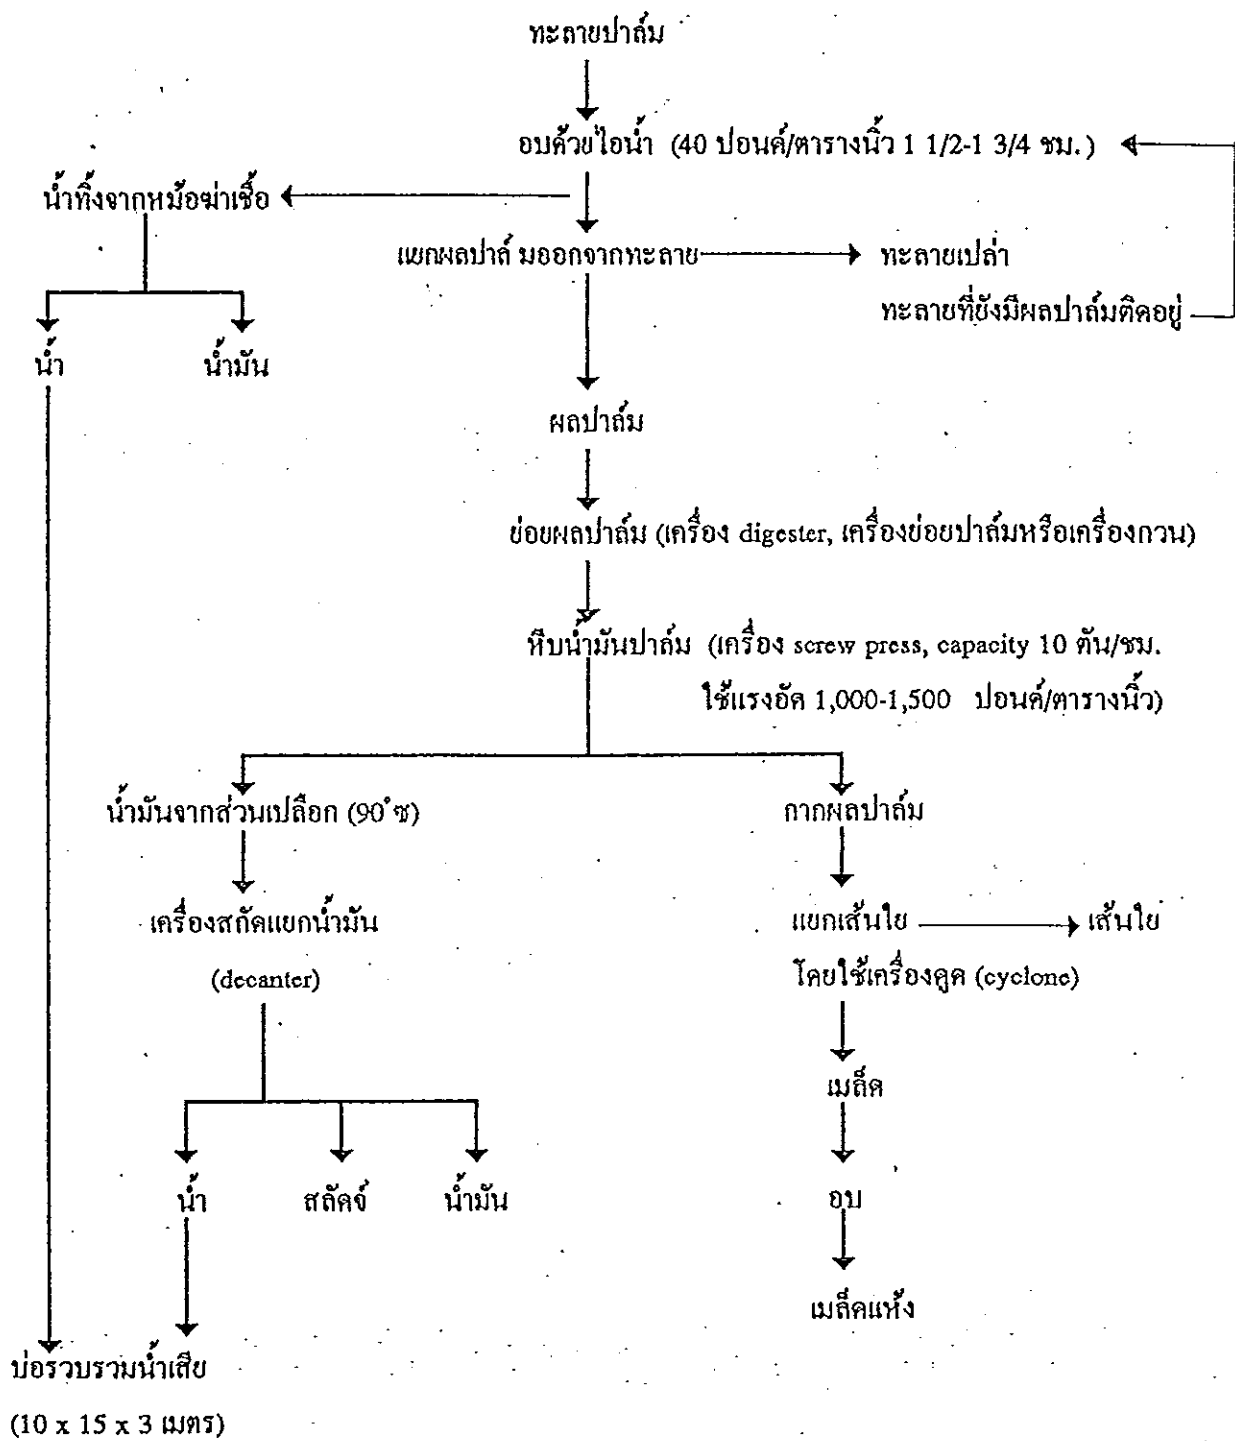 ทะลายปาล์ม
อบด้วยไอน้ำ (40 ปอนด์/ตารางนิ้ว 1 1/2-1 3/4 ชม.)
น้ำทิ้งจากหม้อฆ่าเชื้อ
แยกผลปาล์มออกจากทะลาย
ทะลายเปล่า
ทะลายที่ยังมีผลปาล์มติดอยู่
น้ำ
น้ำมัน
ผลปาล์ม
ย่อยผลปาล์ม (เครื่อง digester, เครื่องย่อยปาล์มหรือเครื่องกวน)
หีบน้ำมันปาล์ม (เครื่อง screw press, capacity 10 ตัน/ชม.
ใช้แรงอัด 1,000-1,500 ปอนด์/ตารางนิ้ว)
น้ำมันจากส่วนเปลือก (90°ซ)
กากผลปาล์ม
เครื่องสกัดแยกน้ำมัน
(decanter)
แยกเส้นใย
เส้นใย
โดยใช้เครื่องดูด (cyclone)
เมล็ด
น้ำ
สลัดจ์
น้ำมัน
อบ
เมล็ดแห้ง
บ่อรวบรวมน้ำเสีย
(10 x 15 x 3 เมตร)